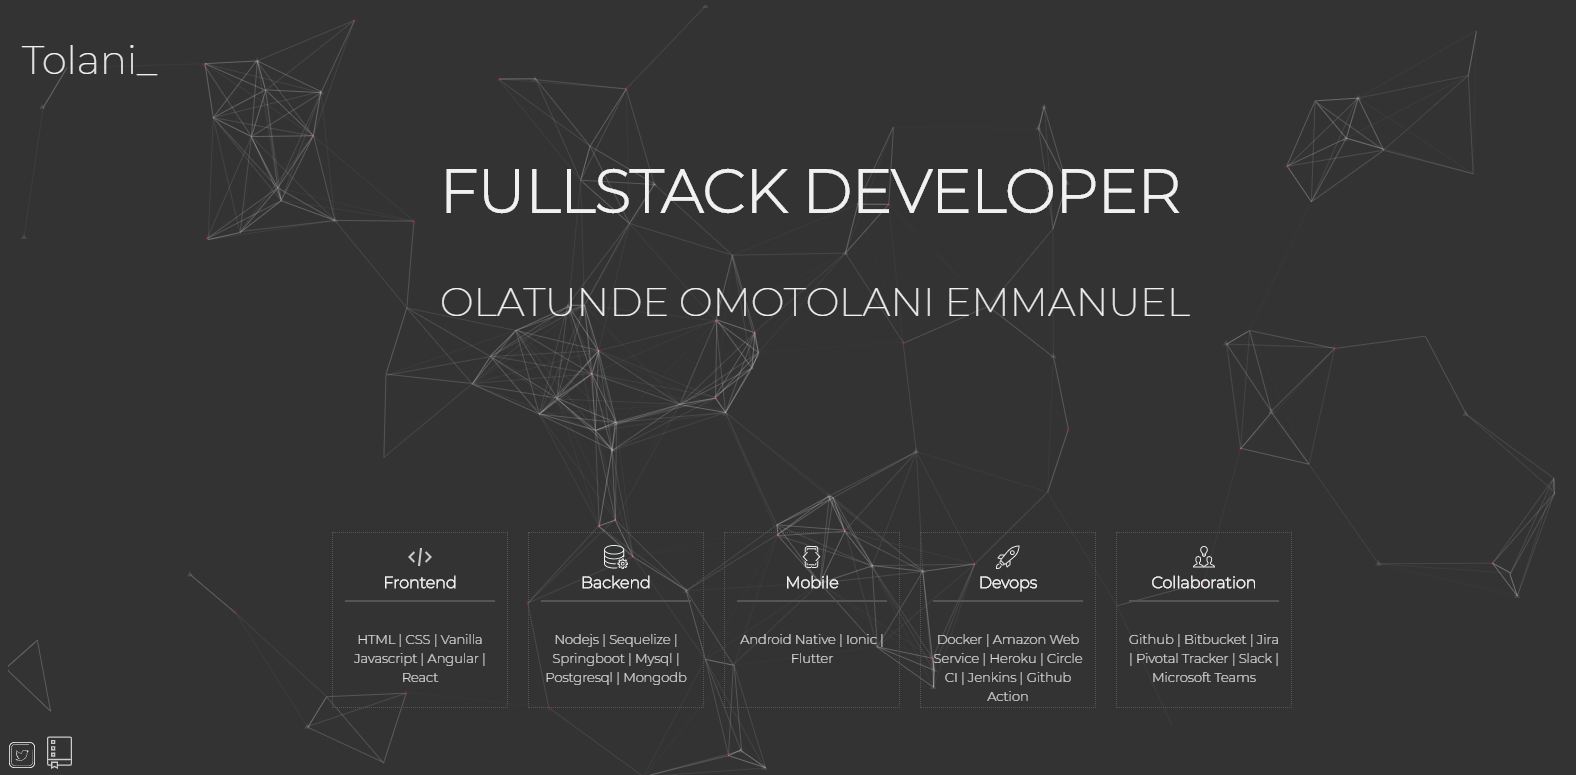 Tolani_
FULLSTACK DEVELOPER
OLATUNDE OMOTOLANI EMMANUEL
Frontend
HTML | CSS | Vanilla
Javascript | Angular |
React
Backend
Nodejs | Sequelize |
Springboot | Mysql |
Postgresql | Mongodb
Mobile
Android Native | Ionic |
Flutter
Devops
Docker | Amazon Web
Service | Heroku | Circle
CI | Jenkins | Github
Action
Collaboration
Github | Bitbucket | Jira
| Pivotal Tracker | Slack |
Microsoft Teams